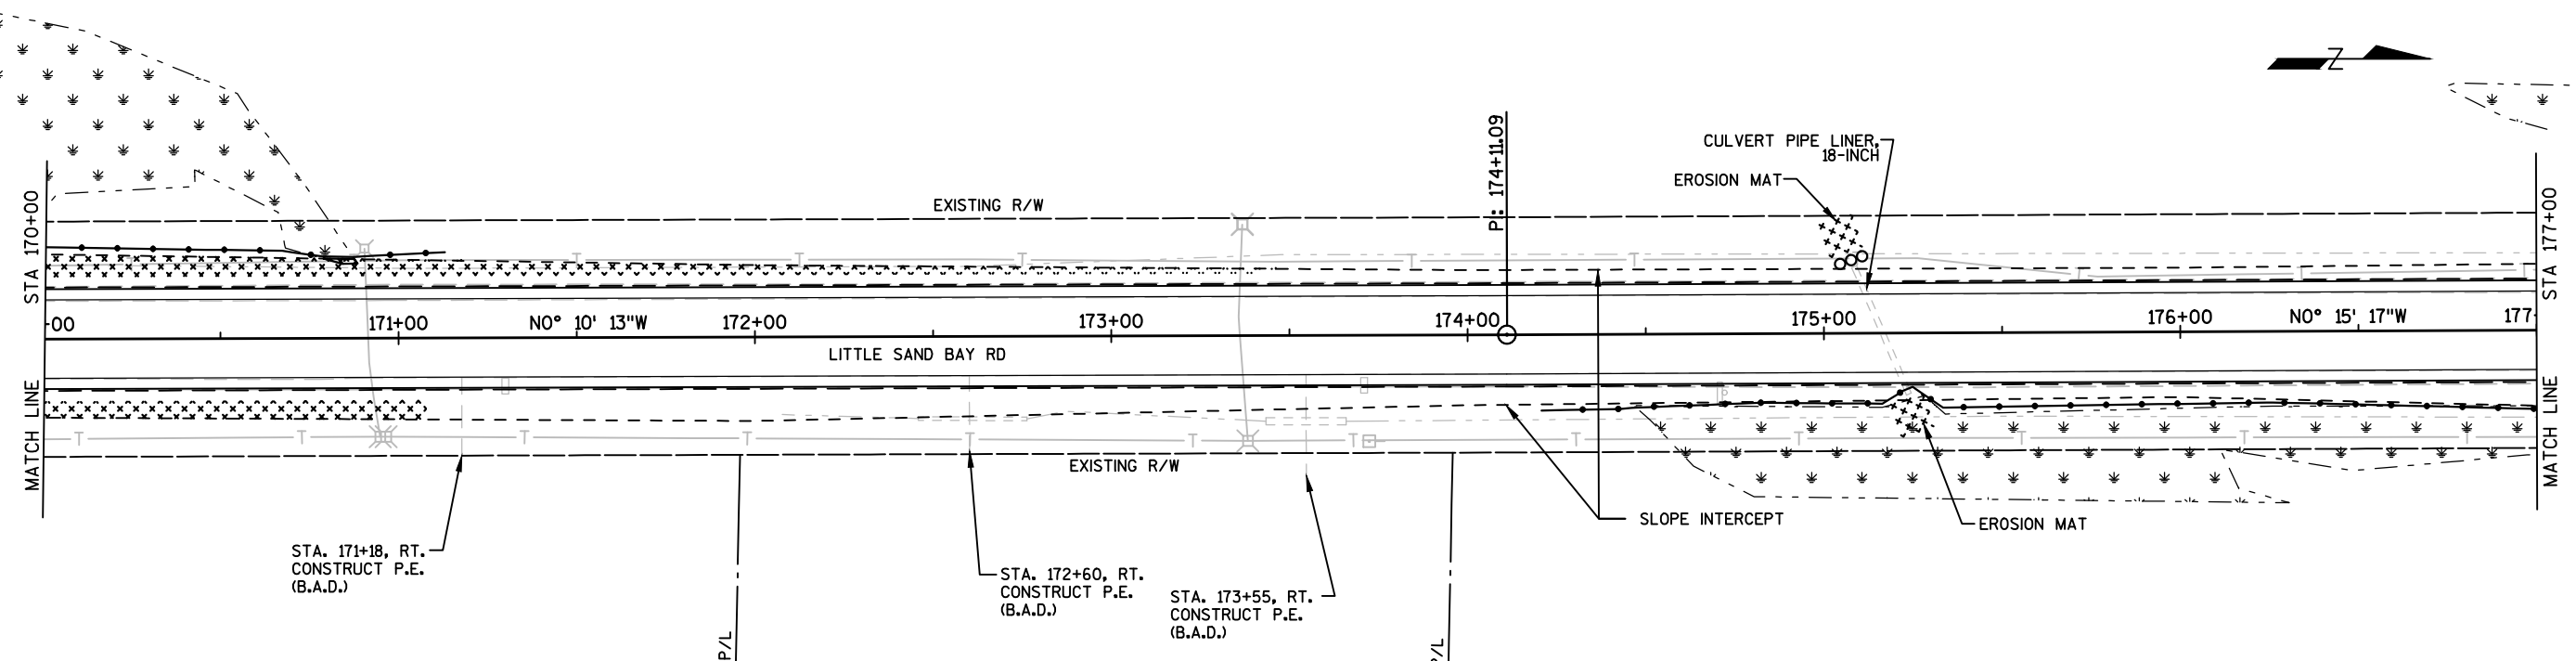 Z
CULVERT PIPE LINER,
18-INCH
EROSION MAT
PI: 174+11.09
EXISTING R/W
STA 170+00
STA 177+00
+00
171+00
N0° 10' 13"W
172+00
173+00
174+00
175+00
176+00
N0° 15' 17"W
177
LITTLE SAND BAY RD
T T T T T T T T
P
MATCH LINE
MATCH LINE
T T T T T T T T T T T T
EXISTING R/W
SLOPE INTERCEPT
EROSION MAT
STA. 171+18, RT.
CONSTRUCT P.E.
(B.A.D.)
STA. 172+60, RT.
CONSTRUCT P.E.
(B.A.D.)
STA. 173+55, RT.
CONSTRUCT P.E.
(B.A.D.)
P/L
P/L